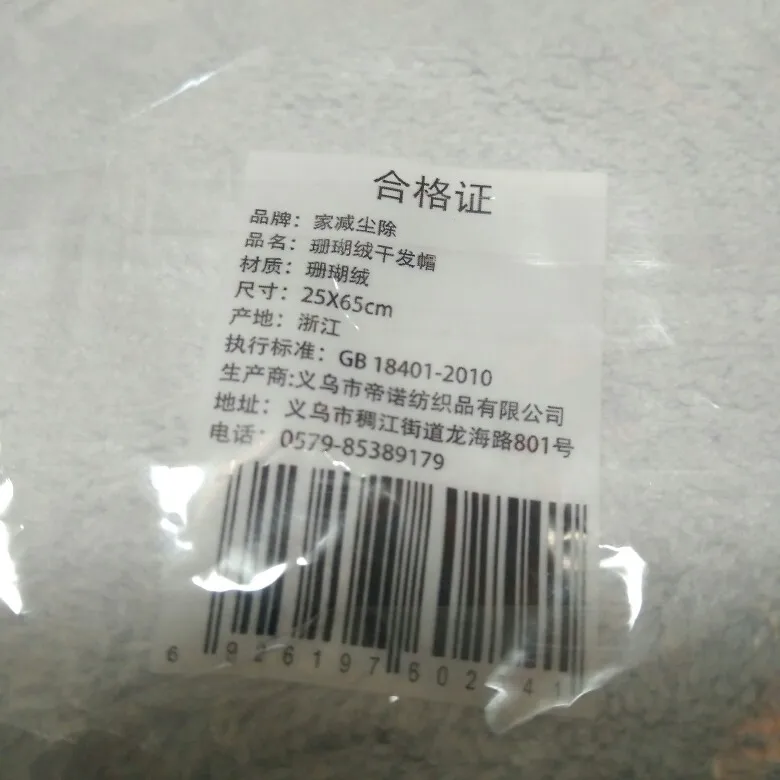 合格证
品牌：家减尘除
品名：珊瑚绒干发帽
材质：珊瑚绒
尺寸：25X65cm
产地：浙江
执行标准：GB 18401-2010
生产商:义乌市帝诺纺织品有限公司
地址：义乌市稠江街道龙海路801号
电话：0579-85389179